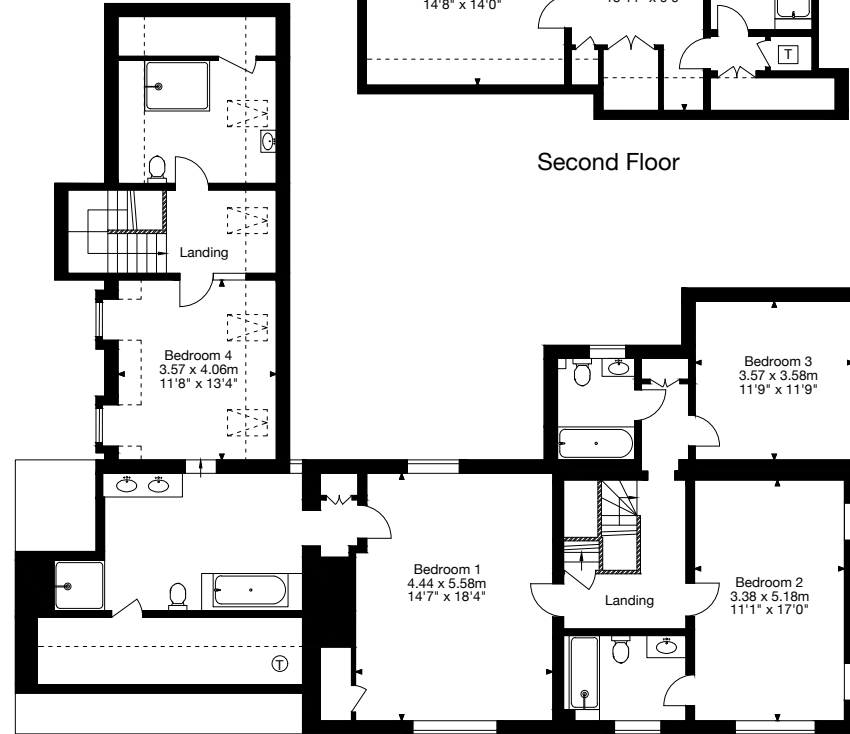 14'8" x 14'0"
T
Second Floor
Landing
Bedroom 4
3.57 x 4.06m
11'8" x 13'4"
Bedroom 3
3.57 x 3.58m
11'9" x 11'9"
Bedroom 1
4.44 x 5.58m
14'7" x 18'4"
Bedroom 2
3.38 x 5.18m
11'1" x 17'0"
Landing
T